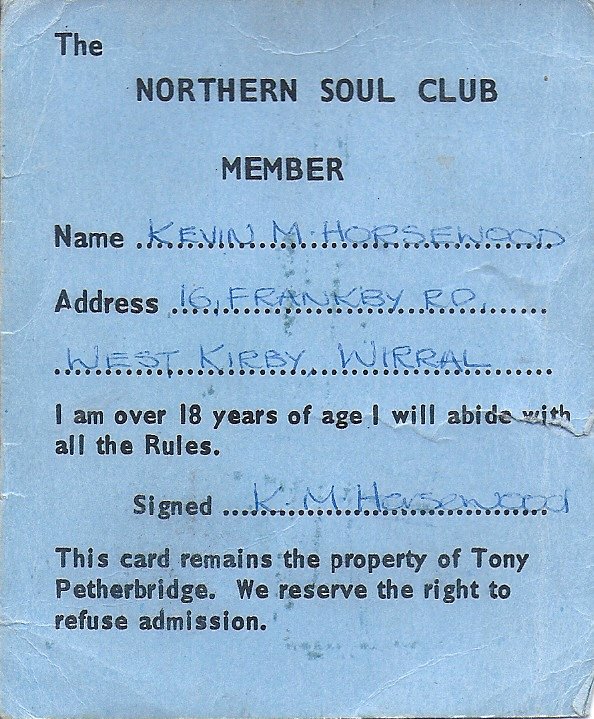 The
NORTHERN SOUL CLUB
MEMBER
Name KEVIN M. HORSEWOOD
Address 16, FRANKBY RD,
WEST KIRBY, WIRRAL
I am over 18 years of age I will abide with
all the Rules.
Signed K. M. Horsewood
This card remains the property of Tony
Petherbridge. We reserve the right to
refuse admission.